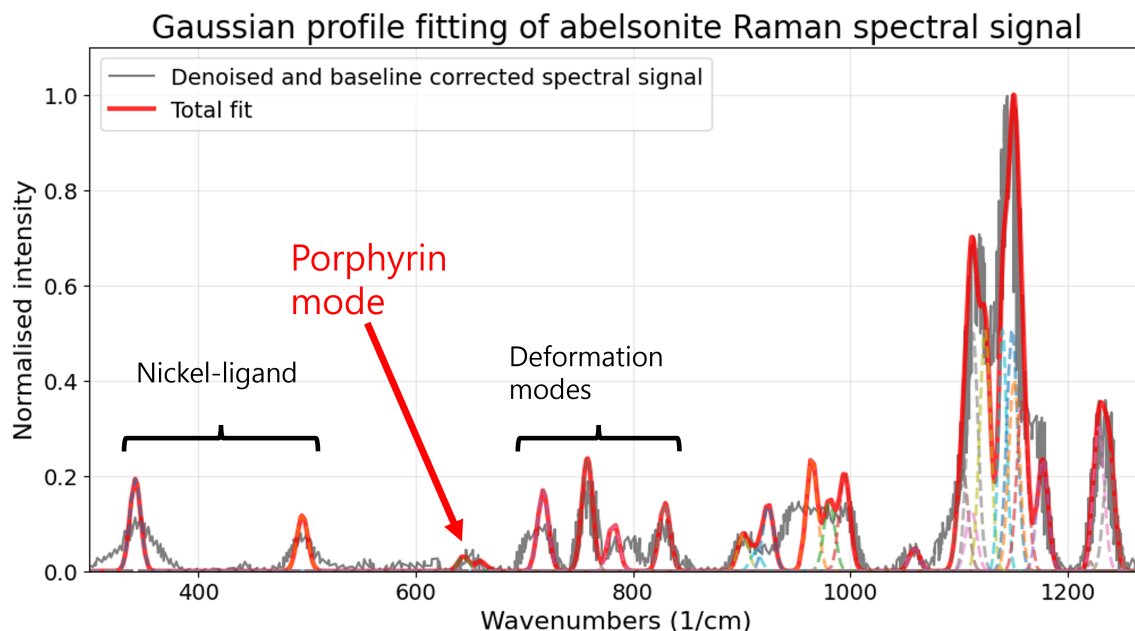 Gaussian profile fitting of abelsonite Raman spectral signal
Denoised and baseline corrected spectral signal
Total fit
Normalised intensity
1.0
0.8
0.6
0.4
0.2
0.0
Porphyrin
mode
Nickel-ligand
Deformation
modes
400
600
800
1000
1200
Wavenumbers (1/cm)